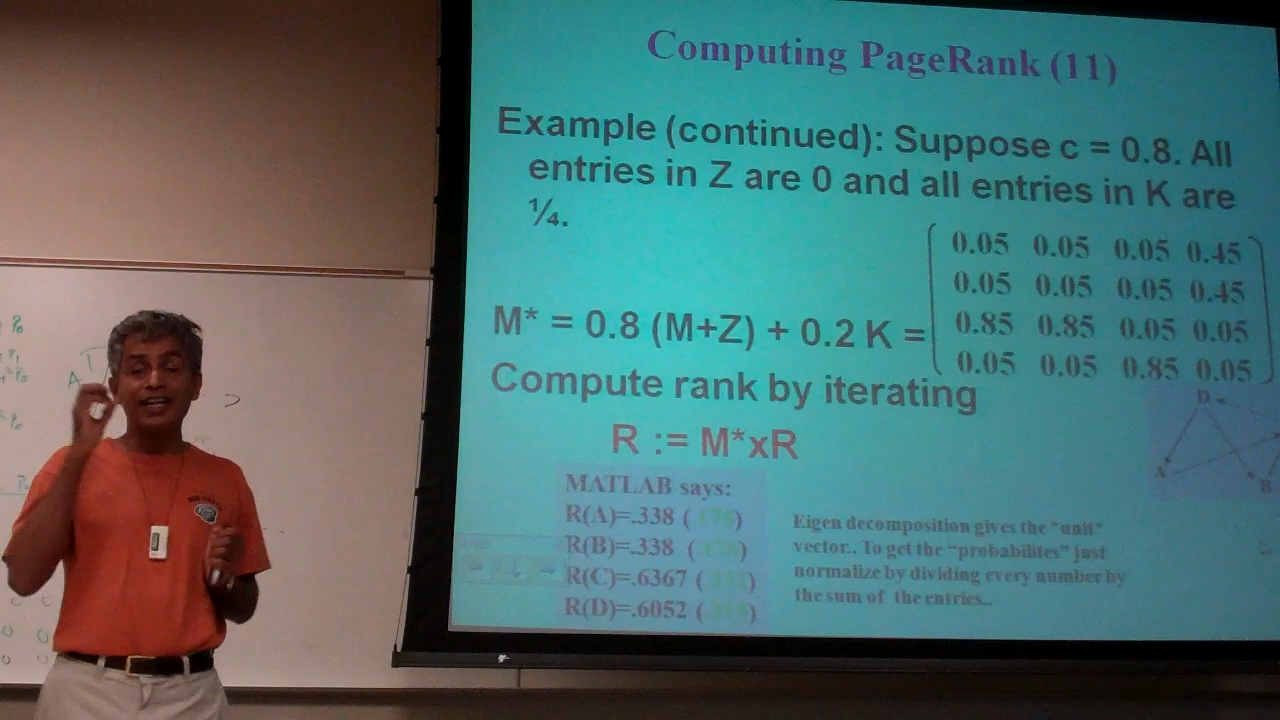 Computing PageRank (11)
Example (continued): Suppose c = 0.8. All
entries in Z are 0 and all entries in K are
¼.
0.05 0.05 0.05 0.45
0.05 0.05 0.05 0.45
M* = 0.8 (M+Z) + 0.2 K =
0.85 0.85 0.05 0.05
0.05 0.05 0.85 0.05
Compute rank by iterating
R := M*xR
D
A
B
MATLAB says:
R(A)=.338 (.176)
R(B)=.338 (.176)
R(C)=.6367 ( )
R(D)=.6052 ( )
Eigen decomposition gives the *unit*
vector.. To get the "probabilites" just
normalize by dividing every number by
the sum of the entries..